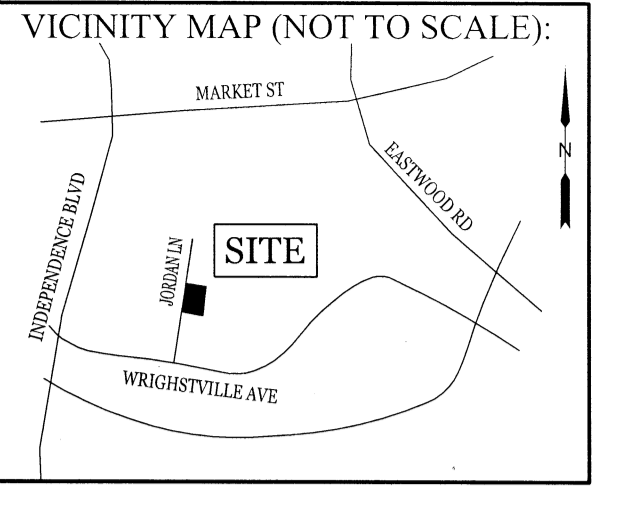 VICINITY MAP (NOT TO SCALE):
MARKET ST
N
EASTWOOD RD
INDEPENDENCE BLVD
JORDAN LN
SITE
WRIGHSTVILLE AVE